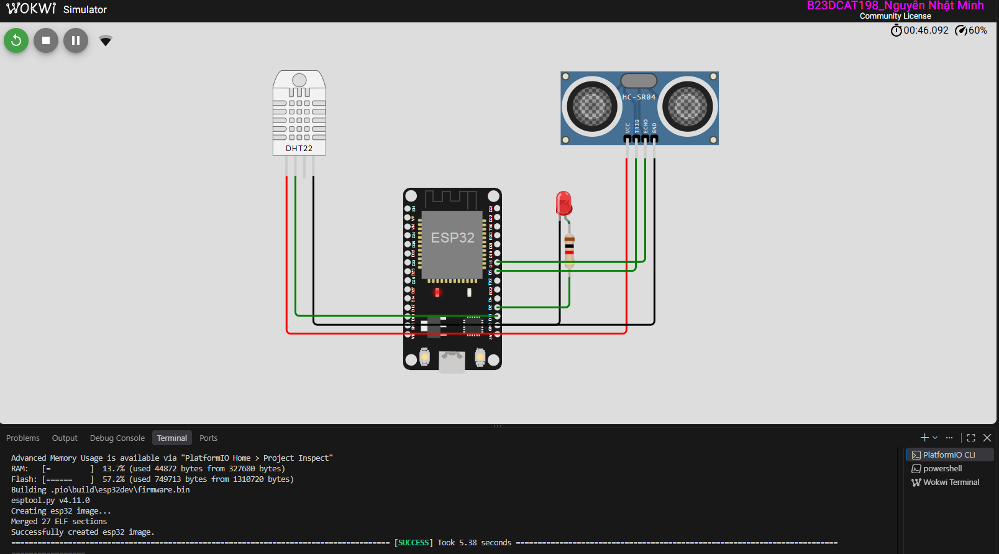 WOKWi Simulator
B23DCAT198_Nguyễn Nhật Minh
Community License
00:46.092 60%
DHT22
HC-SR04
VCC
TRIG
ECHO
GND
ESP32
Problems Output Debug Console Terminal Ports
Advanced Memory Usage is available via "PlatformIO Home > Project Inspect"
RAM: [= ] 13.7% (used 44872 bytes from 327680 bytes)
Flash: [====== ] 57.2% (used 749713 bytes from 1310720 bytes)
Building .pio\build\esp32dev\firmware.bin
esptool.py v4.11.0
Creating esp32 image...
Merged 27 ELF sections
Successfully created esp32 image.
[SUCCESS] Took 5.38 seconds
PlatformIO CLI
powershell
Wokwi Terminal